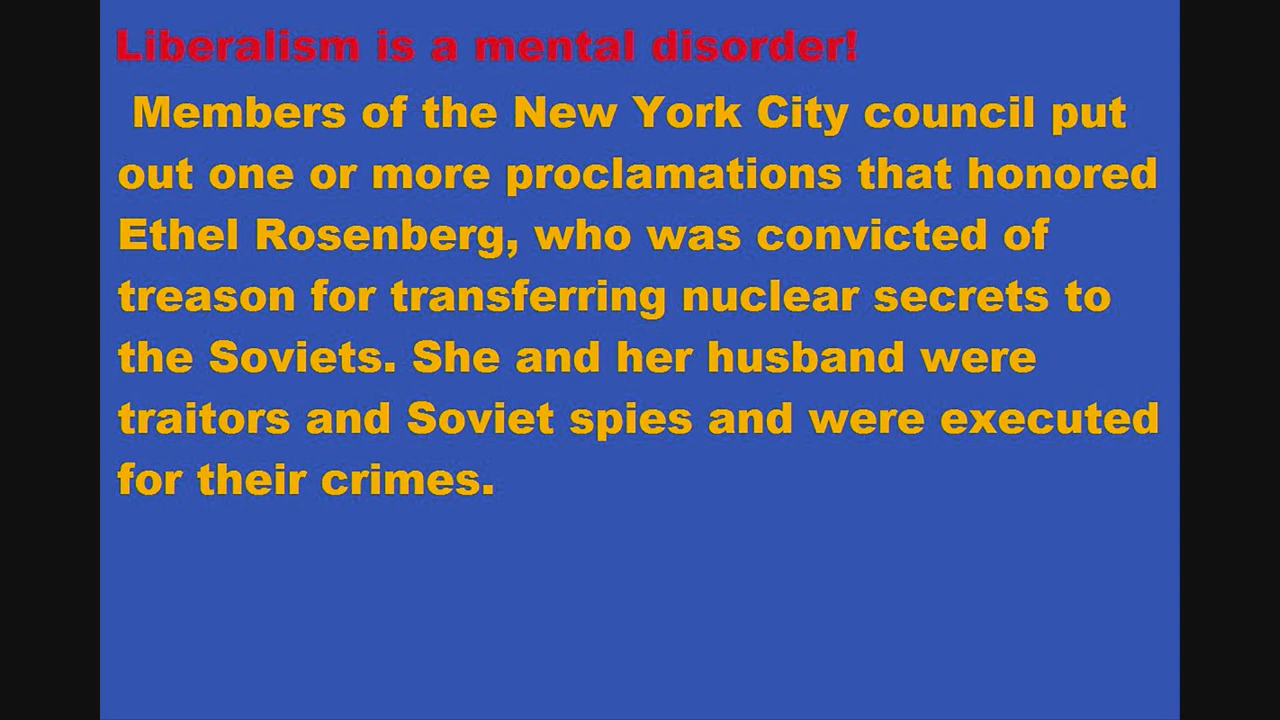 Liberalism is a mental disorder!
Members of the New York City council put
out one or more proclamations that honored
Ethel Rosenberg, who was convicted of
treason for transferring nuclear secrets to
the Soviets. She and her husband were
traitors and Soviet spies and were executed
for their crimes.